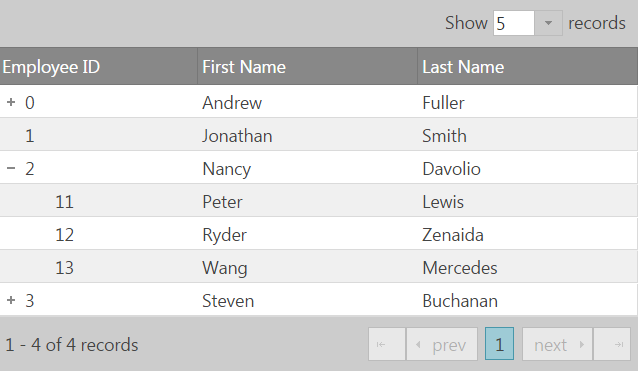 Show 5 records
Employee ID First Name Last Name
+ 0 Andrew Fuller
1 Jonathan Smith
− 2 Nancy Davolio
11 Peter Lewis
12 Ryder Zenaida
13 Wang Mercedes
+ 3 Steven Buchanan
1 - 4 of 4 records prev 1 next